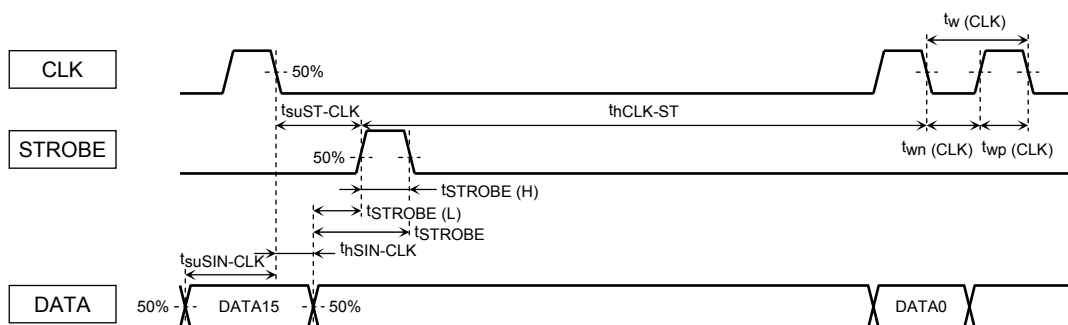 tw (CLK)
CLK
50%
tsuST-CLK
thCLK-ST
STROBE
50%
twn (CLK)
twp (CLK)
tSTROBE (H)
tSTROBE (L)
tSTROBE
tsuSIN-CLK
thSIN-CLK
DATA
50%
DATA15
50%
DATA0